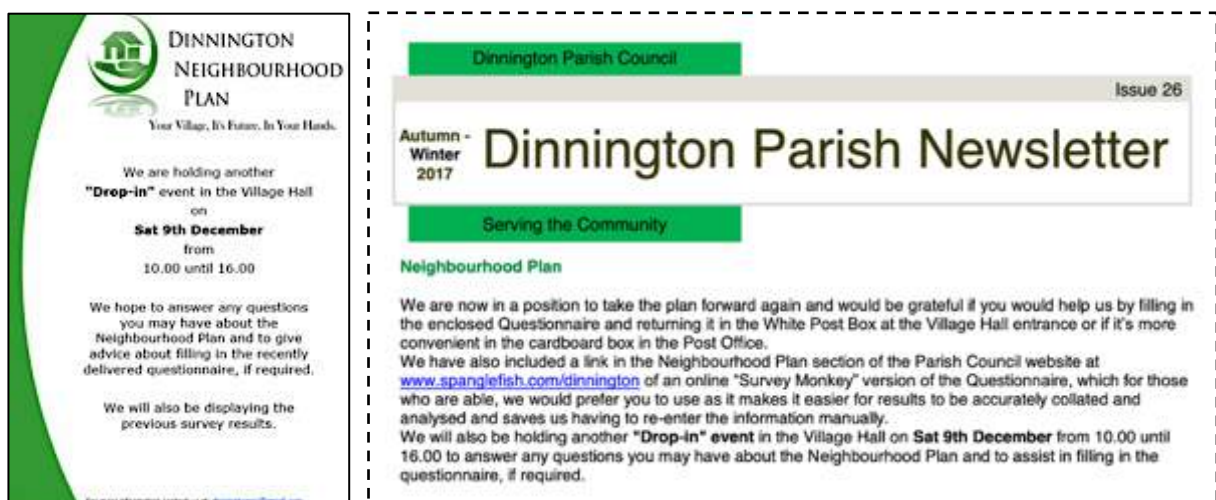 DINNINGTON
NEIGHBOURHOOD
PLAN
Your Village, It's Future, In Your Hands.
We are holding another
"Drop-in" event in the Village Hall
on
Sat 9th December
from
10.00 until 16.00
We hope to answer any questions
you may have about the
Neighbourhood Plan and to give
advice about filling in the recently
delivered questionnaire, if required.
We will also be displaying the
previous survey results.
Dinnington Parish Council
Issue 26
Autumn -
Winter
2017
Dinnington Parish Newsletter
Serving the Community
Neighbourhood Plan
We are now in a position to take the plan forward again and would be grateful if you would help us by filling in
the enclosed Questionnaire and returning it in the White Post Box at the Village Hall entrance or if it's more
convenient in the cardboard box in the Post Office.
We have also included a link in the Neighbourhood Plan section of the Parish Council website at
www.spanglefish.com/dinnington of an online "Survey Monkey" version of the Questionnaire, which for those
who are able, we would prefer you to use as it makes it easier for results to be accurately collated and
analysed and saves us having to re-enter the information manually.
We will also be holding another "Drop-in" event in the Village Hall on Sat 9th December from 10.00 until
16.00 to answer any questions you may have about the Neighbourhood Plan and to assist in filling in the
questionnaire, if required.